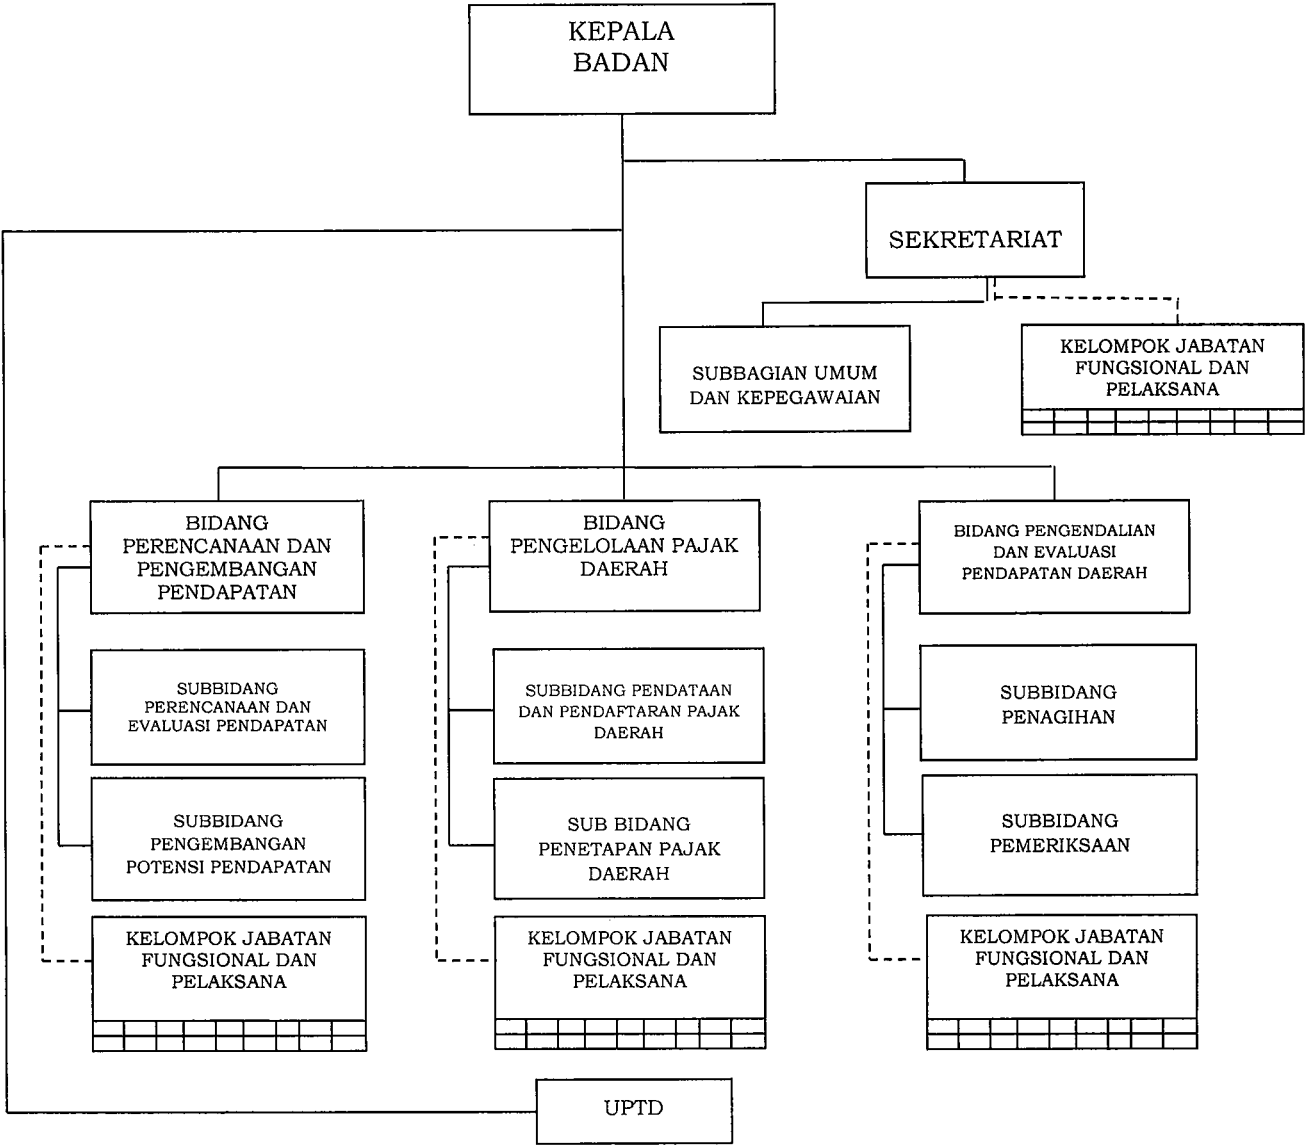 KEPALA
BADAN
SEKRETARIAT
SUBBAGIAN UMUM
DAN KEPEGAWAIAN
KELOMPOK JABATAN
FUNGSIONAL DAN
PELAKSANA
BIDANG
PERENCANAAN DAN
PENGEMBANGAN
PENDAPATAN
BIDANG
PENGELOLAAN PAJAK
DAERAH
BIDANG PENGENDALIAN
DAN EVALUASI
PENDAPATAN DAERAH
SUBBIDANG
PERENCANAAN DAN
EVALUASI PENDAPATAN
SUBBIDANG PENDATAAN
DAN PENDAFTARAN PAJAK
DAERAH
SUBBIDANG
PENAGIHAN
SUBBIDANG
PENGEMBANGAN
POTENSI PENDAPATAN
SUB BIDANG
PENETAPAN PAJAK
DAERAH
SUBBIDANG
PEMERIKSAAN
KELOMPOK JABATAN
FUNGSIONAL DAN
PELAKSANA
KELOMPOK JABATAN
FUNGSIONAL DAN
PELAKSANA
KELOMPOK JABATAN
FUNGSIONAL DAN
PELAKSANA
UPTD